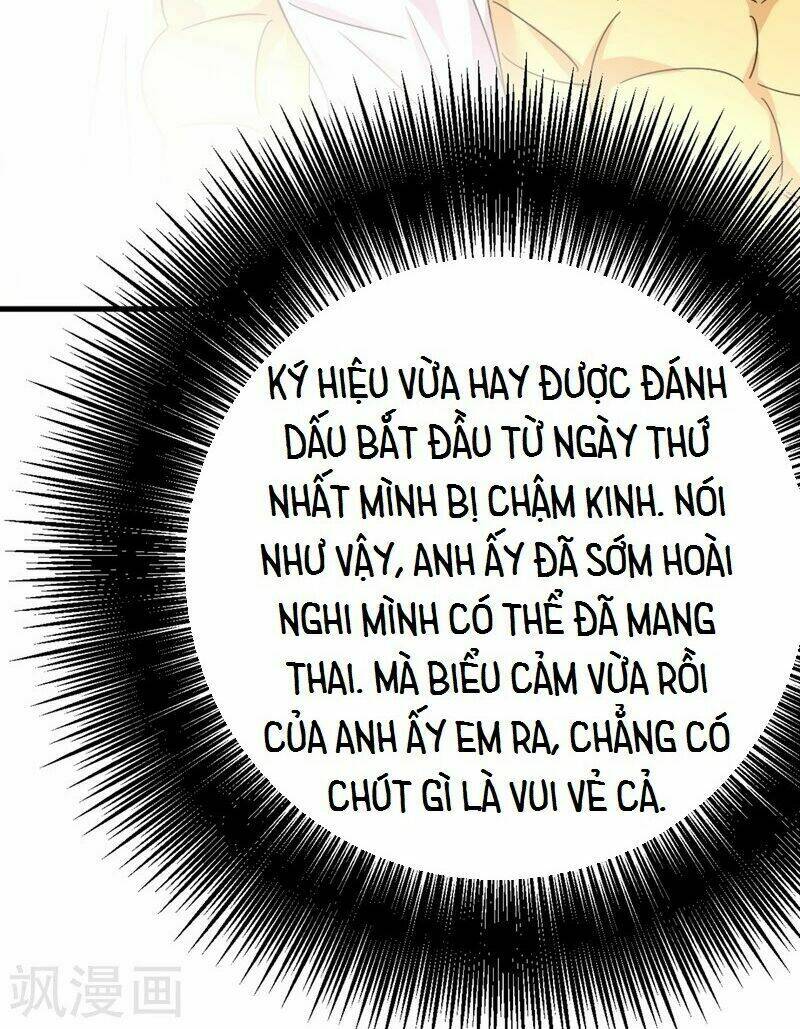 KÝ HIỆU VỪA HAY ĐƯỢC ĐÁNH
DẤU BẮT ĐẦU TỪ NGÀY THỨ
NHẤT MÌNH BỊ CHẬM KINH. NÓI
NHƯ VẬY, ANH ẤY ĐÃ SỚM HOÀI
NGHI MÌNH CÓ THỂ ĐÃ MANG
THAI. MÀ BIỂU CẢM VỪA RỒI
CỦA ANH ẤY EM RA, CHẲNG CÓ
CHÚT GÌ LÀ VUI VẺ CẢ.
飒漫画